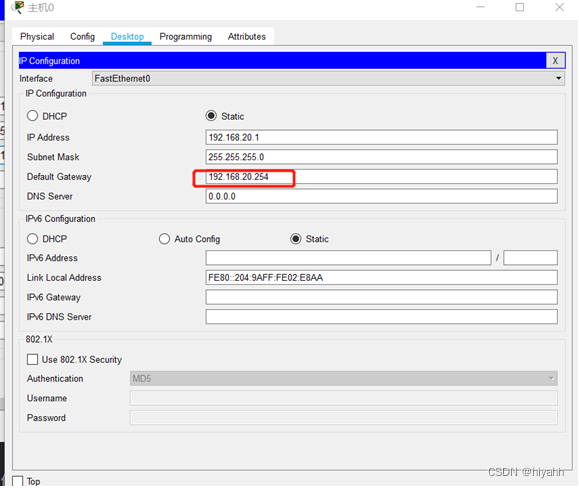 主机0
Physical Config Desktop Programming Attributes
IP Configuration X
Interface FastEthernet0
IP Configuration
DHCP Static
IP Address 192.168.20.1
Subnet Mask 255.255.255.0
Default Gateway 192.168.20.254
DNS Server 0.0.0.0
IPv6 Configuration
DHCP Auto Config Static
IPv6 Address /
Link Local Address FE80::204:9AFF:FE02:E8AA
IPv6 Gateway
IPv6 DNS Server
802.1X
Use 802.1X Security
Authentication MD5
Username
Password
Top
CSDN @hiyahh